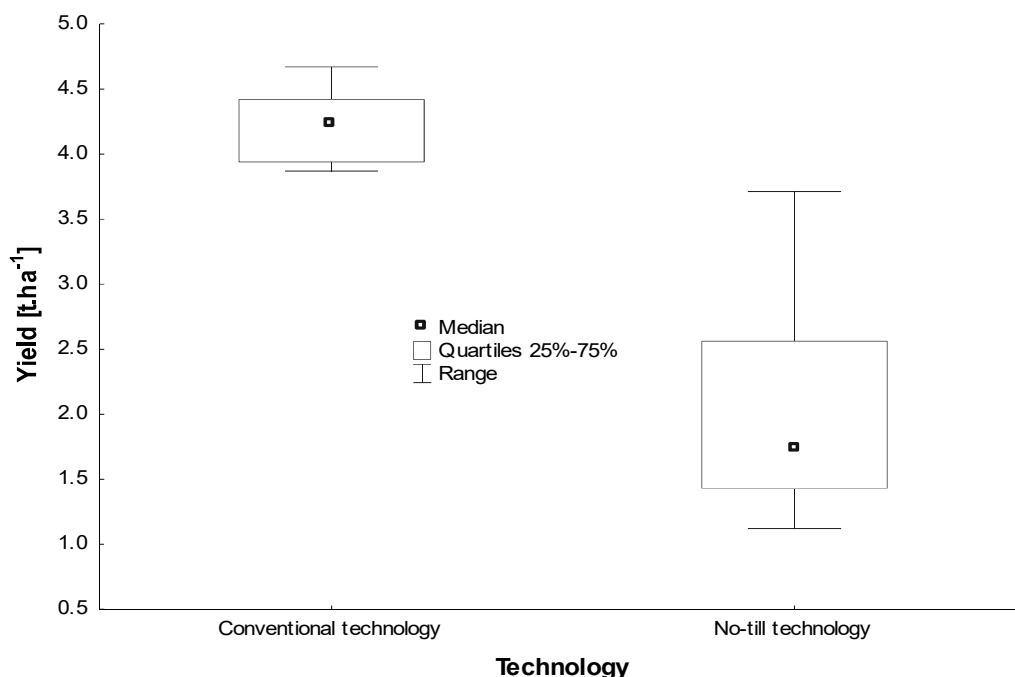 5.0
4.5
4.0
3.5
3.0
2.5
2.0
1.5
1.0
0.5
Yield [t.ha⁻¹]
Median
Quartiles 25%-75%
Range
Conventional technology No-till technology
Technology